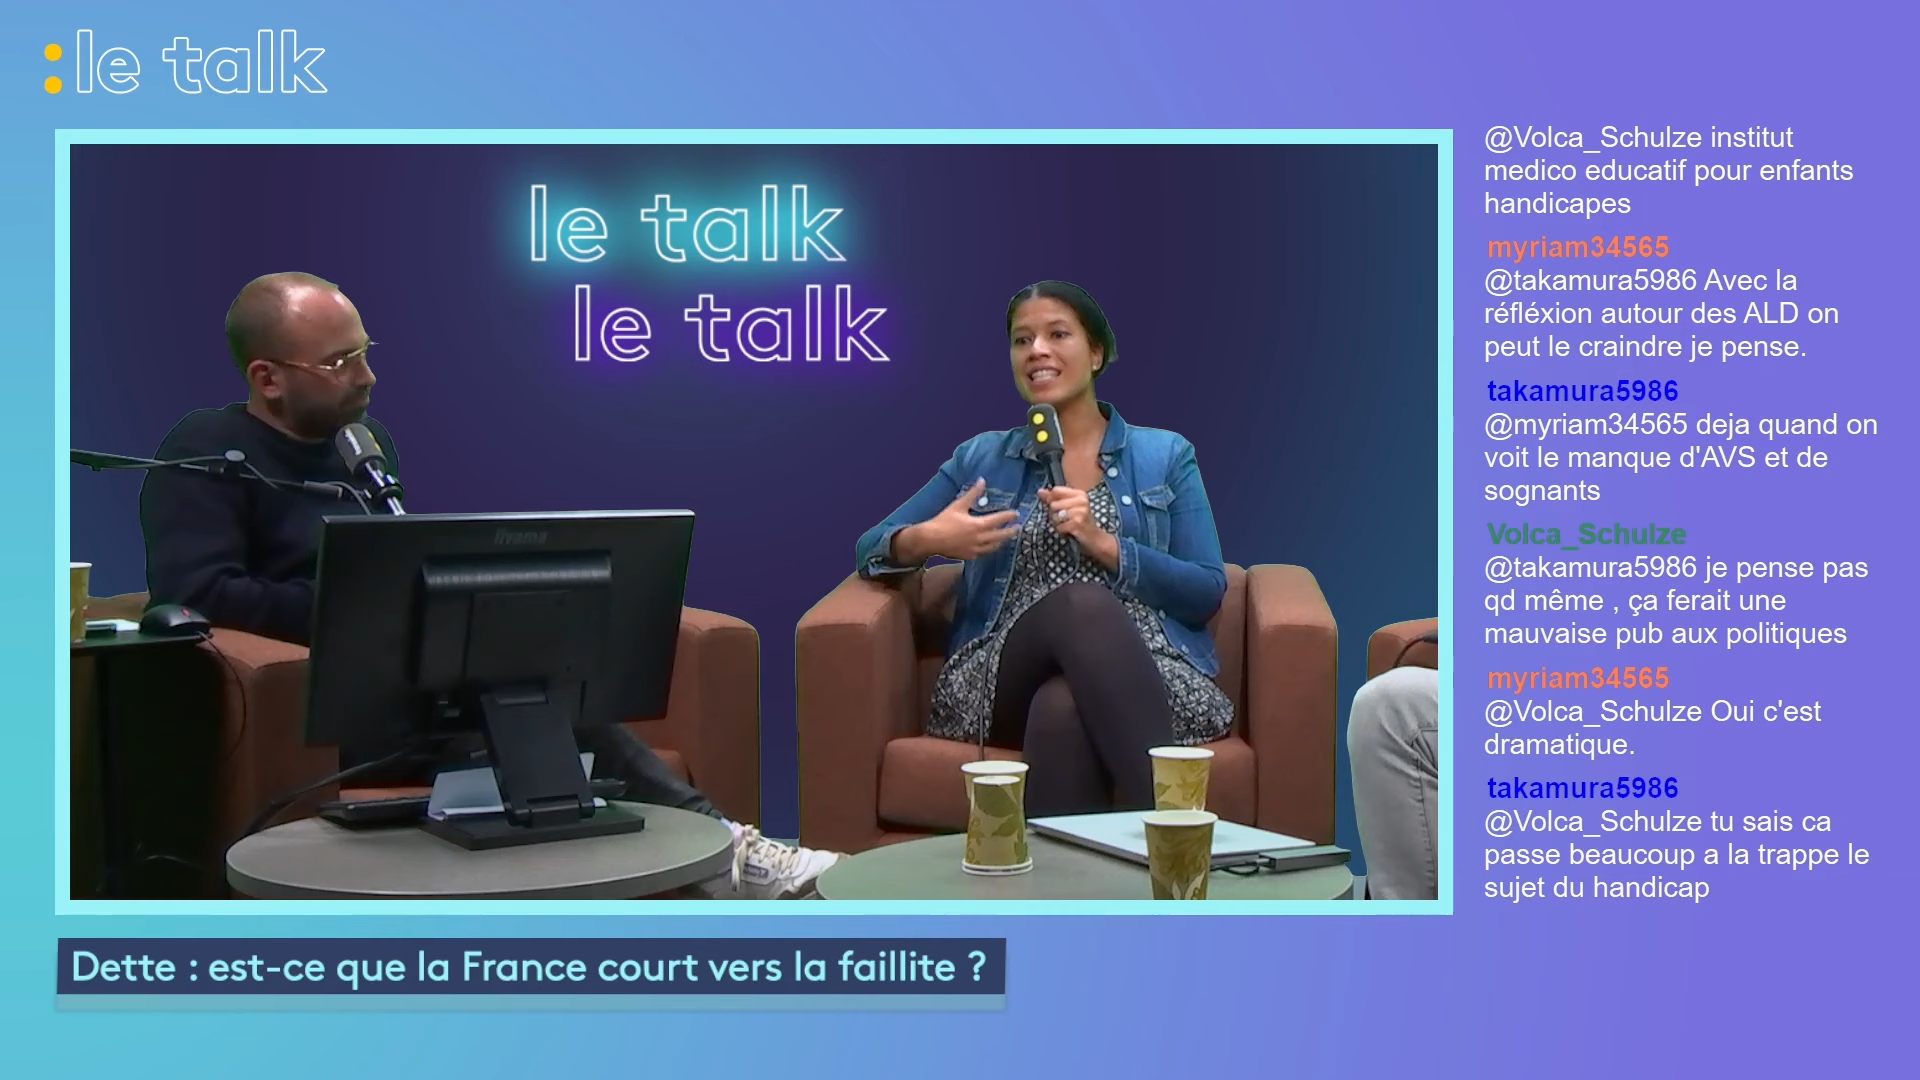 :le talk
le talk
le talk
iiyama
@Volca_Schulze institut
medico educatif pour enfants
handicapes
myriam34565
@takamura5986 Avec la
réfléxion autour des ALD on
peut le craindre je pense.
takamura5986
@myriam34565 deja quand on
voit le manque d'AVS et de
sognants
Volca_Schulze
@takamura5986 je pense pas
qd même , ça ferait une
mauvaise pub aux politiques
myriam34565
@Volca_Schulze Oui c'est
dramatique.
takamura5986
@Volca_Schulze tu sais ca
passe beaucoup a la trappe le
sujet du handicap
Dette : est-ce que la France court vers la faillite ?